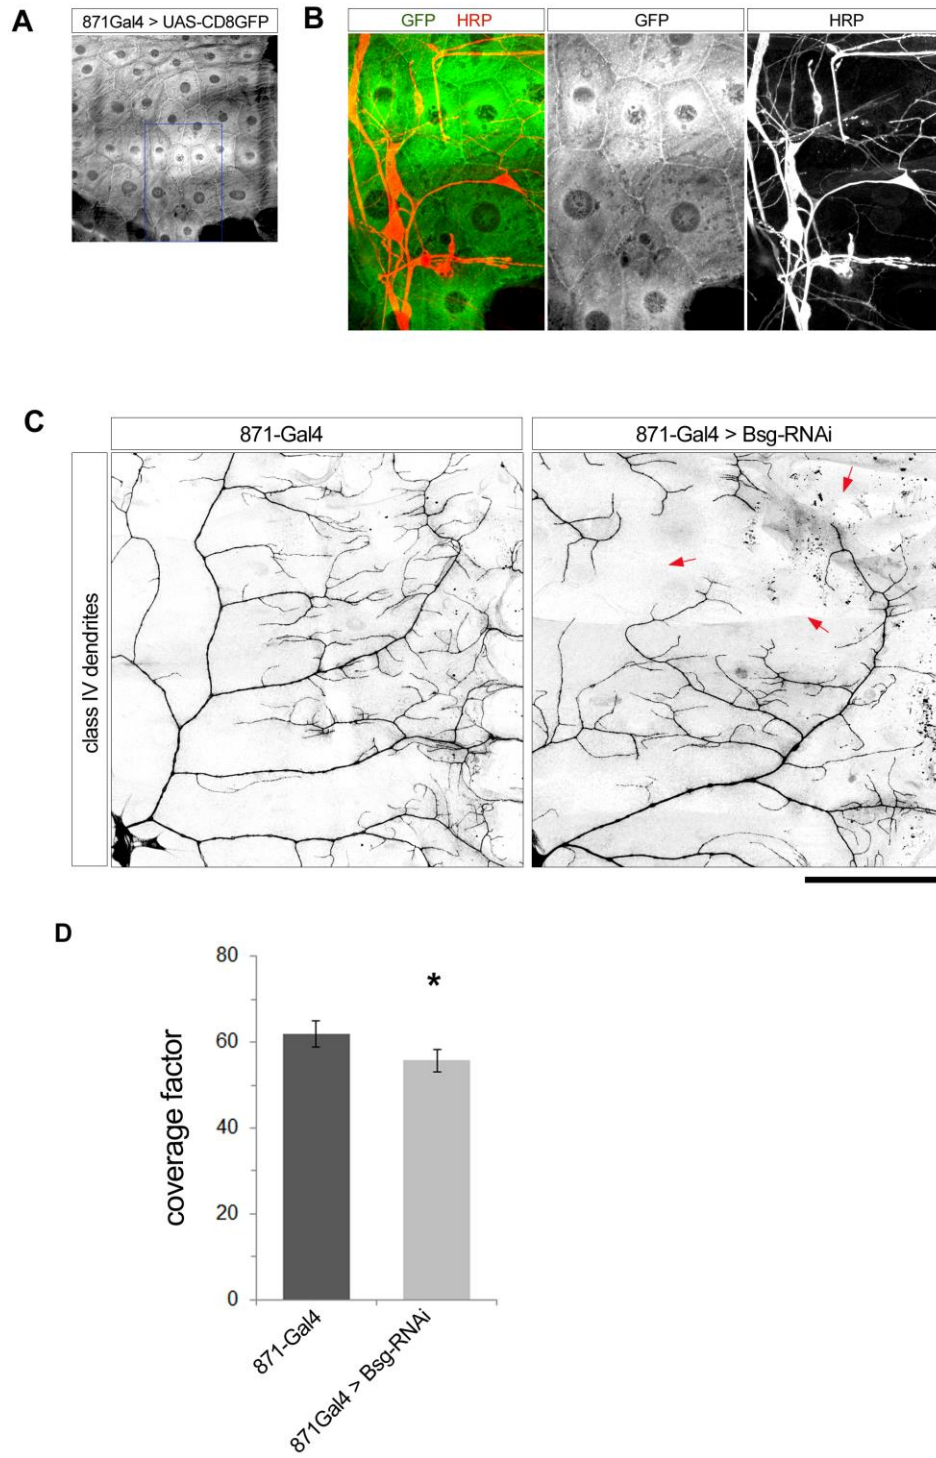 A
871Gal4 > UAS-CD8GFP
B
GFP HRP
GFP
HRP
C
871-Gal4
871-Gal4 > Bsg-RNAi
class IV dendrites
D
80
60
40
20
0
coverage factor
*
871-Gal4
871Gal4 > Bsg-RNAi